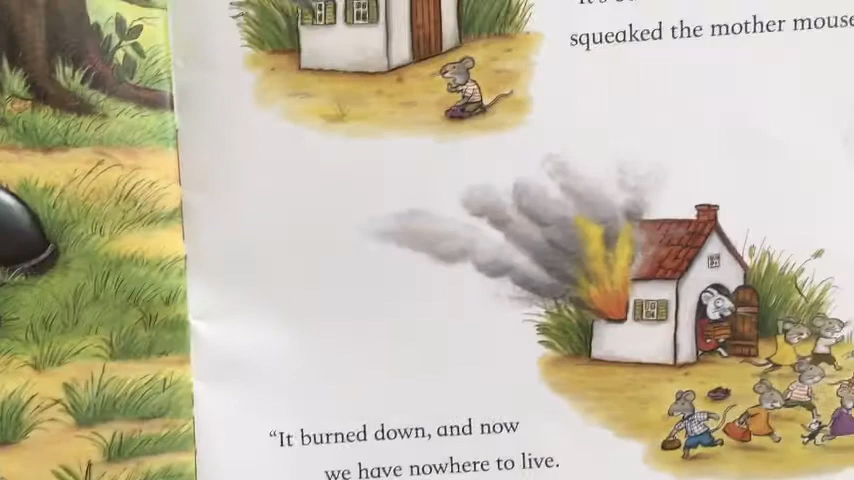 squeaked the mother mouse
“It burned down, and now
we have nowhere to live.